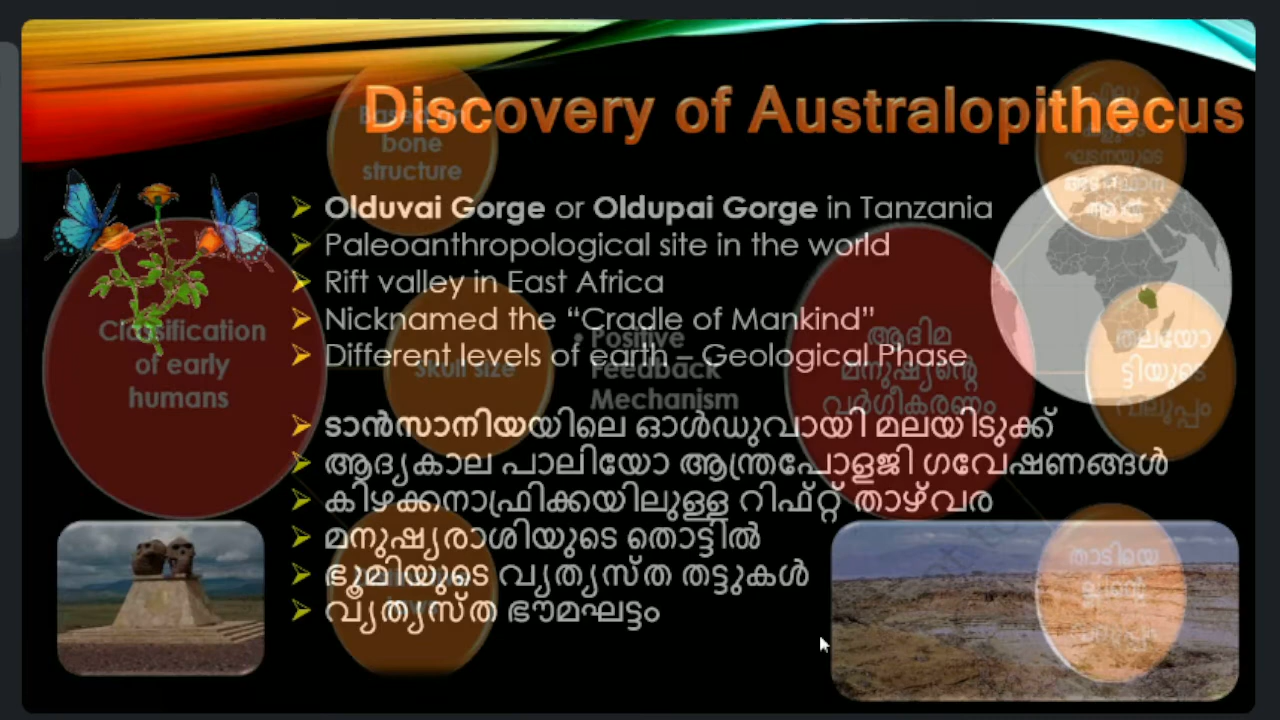 Discovery of Australopithecus
Based on
bone
structure
Olduvai Gorge or Oldupai Gorge in Tanzania
Paleoanthropological site in the world
Rift valley in East Africa
Nicknamed the “Cradle of Mankind”
Different levels of earth – Geological Phase
Classification
of early
humans
Skull size
Positive
Feedback
Mechanism
ആദിമ
മനുഷ്യന്റെ
വർഗീകരണം
തലയോ
ട്ടിയുടെ
വലുപ്പം
ടാൻസാനിയയിലെ ഓൾഡുവായി മലയിടുക്ക്
ആദ്യകാല പാലിയോ ആന്ത്രപോളജി ഗവേഷണങ്ങൾ
കിഴക്കനാഫ്രിക്കയിലുള്ള റിഫ്റ്റ് താഴ്‌വര
മനുഷ്യരാശിയുടെ തൊട്ടിൽ
ഭൂമിയുടെ വ്യത്യസ്ത തട്ടുകൾ
വ്യത്യസ്ത ഭൗമഘട്ടം
താടിയെ